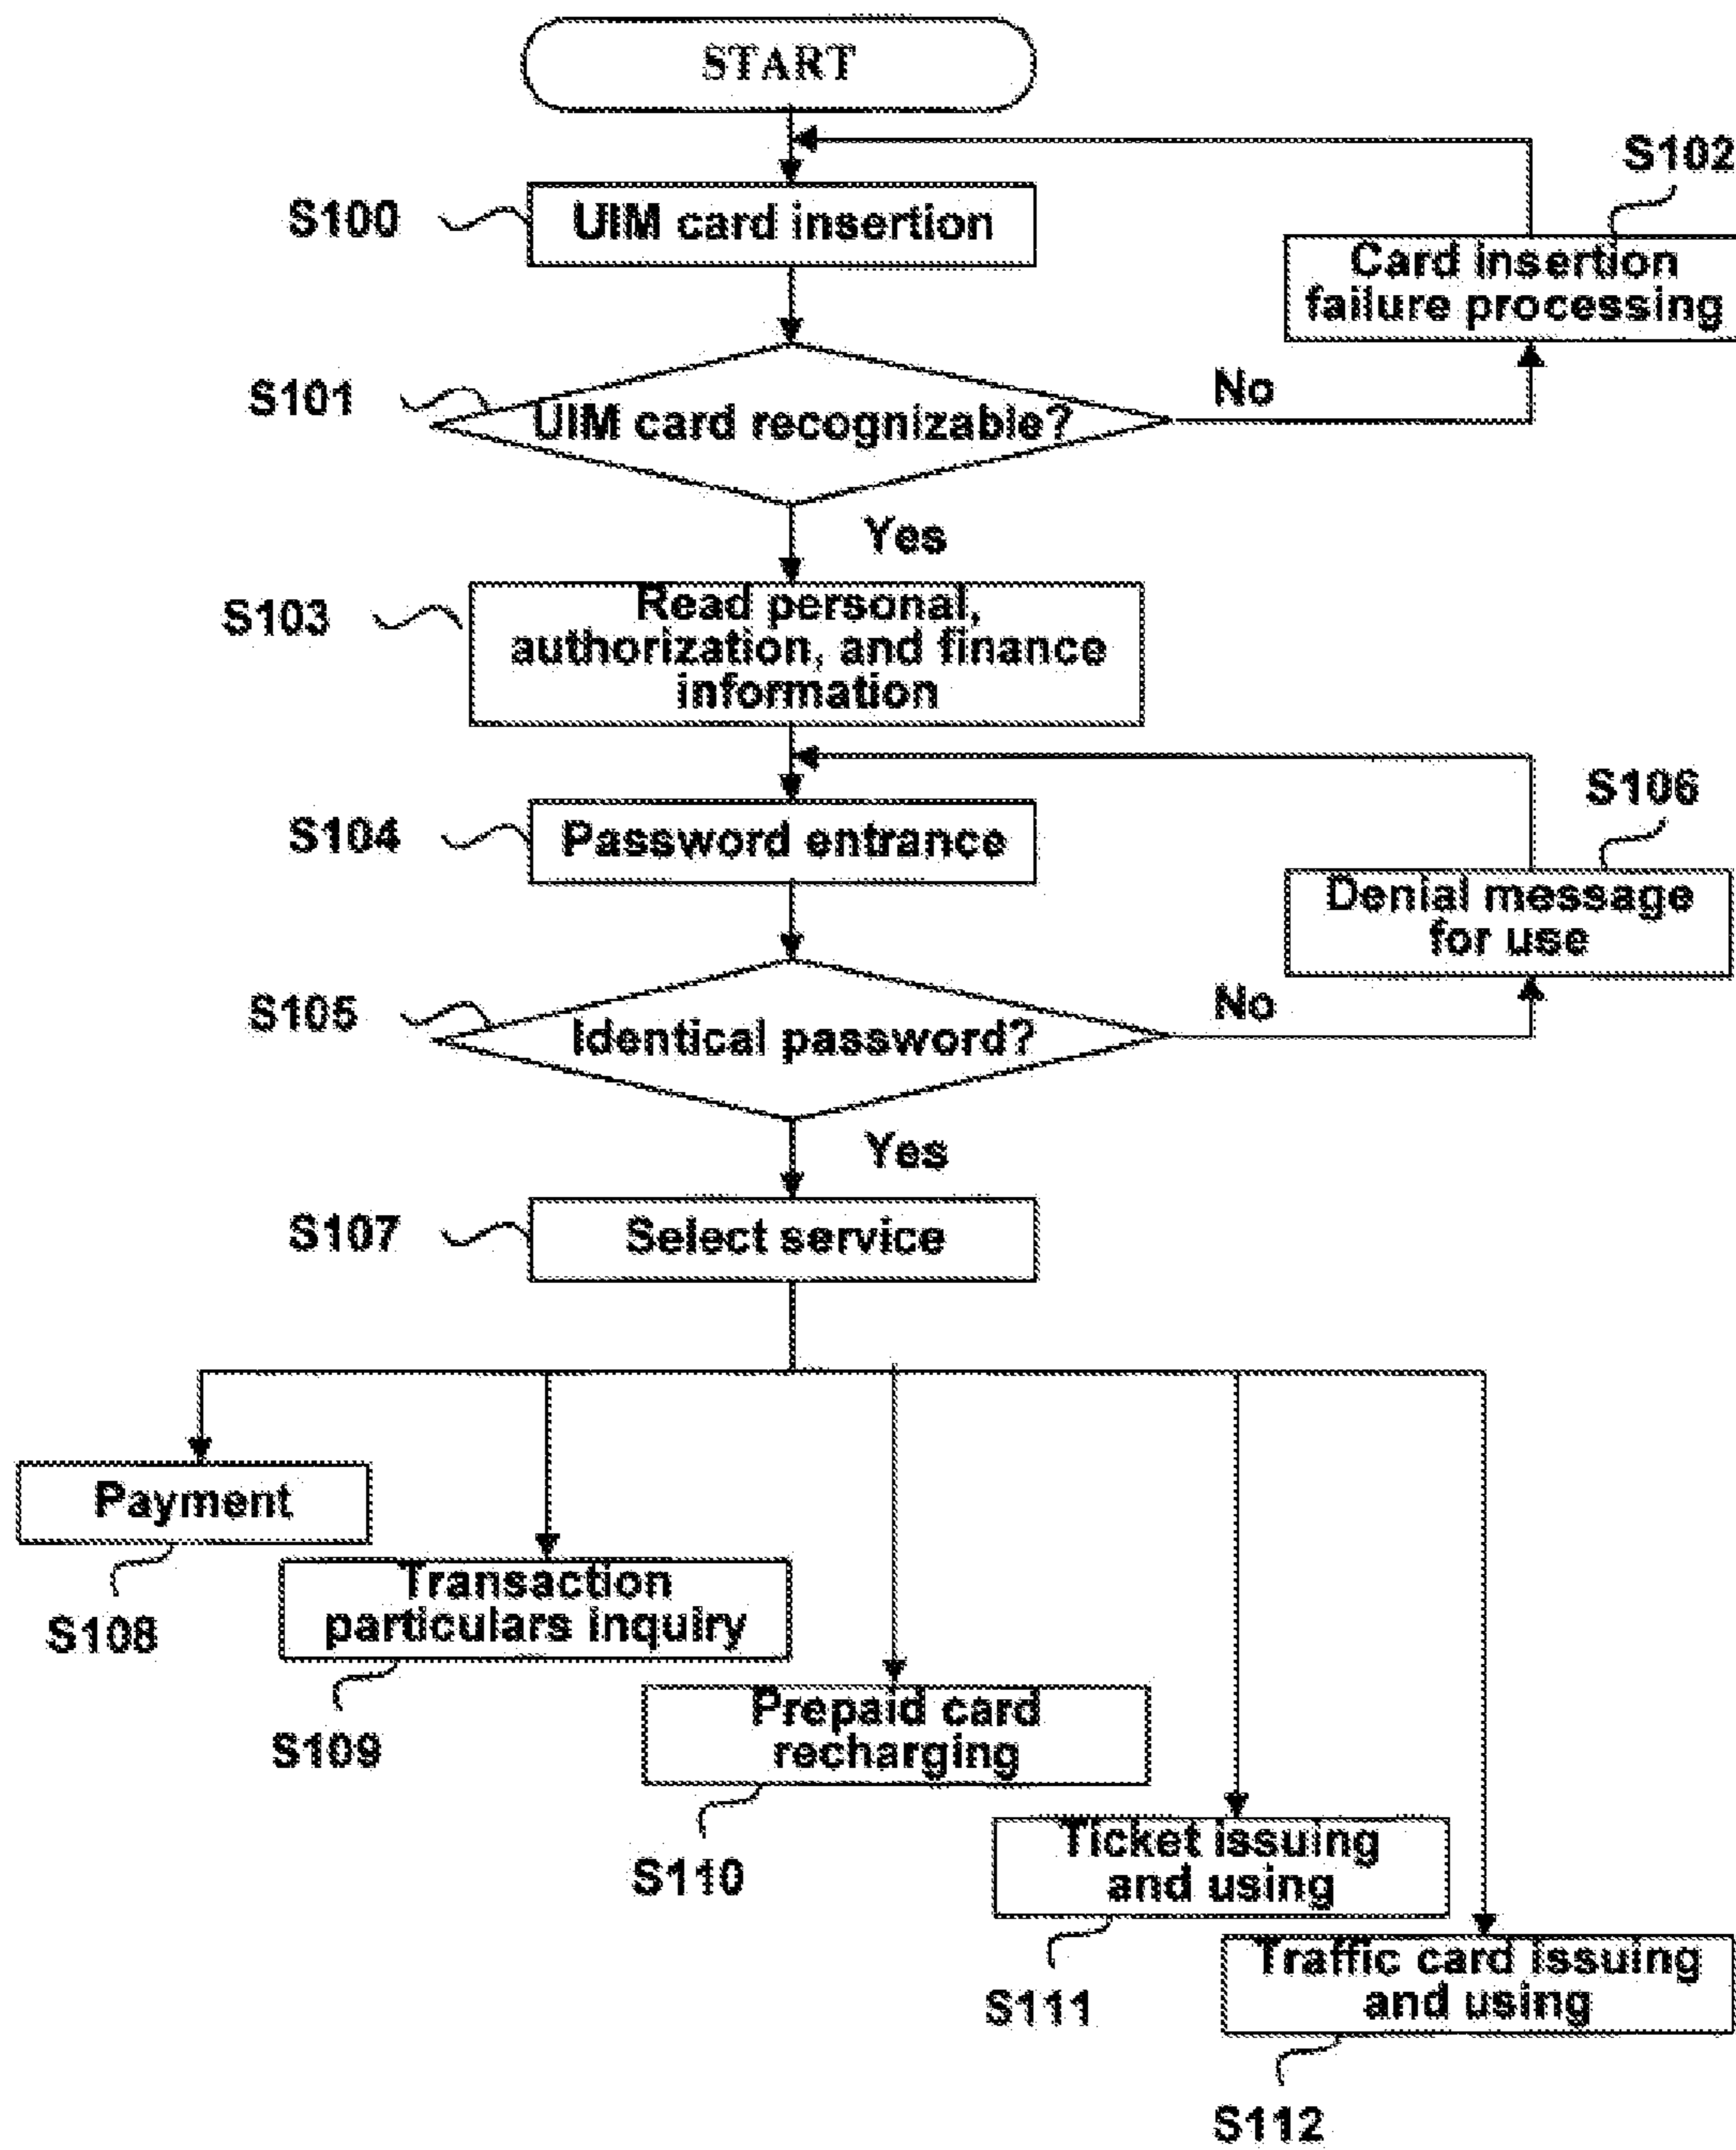 START
S102
S100
UIM card insertion
Card insertion
failure processing
S101
UIM card recognizable?
No
Yes
S103
Read personal,
authorization, and finance
information
S106
S104
Password entrance
Denial message
for use
S105
Identical password?
No
Yes
S107
Select service
Payment
S108
Transaction
particulars inquiry
S109
Prepaid card
recharging
S110
Ticket issuing
and using
S111
Traffic card issuing
and using
S112